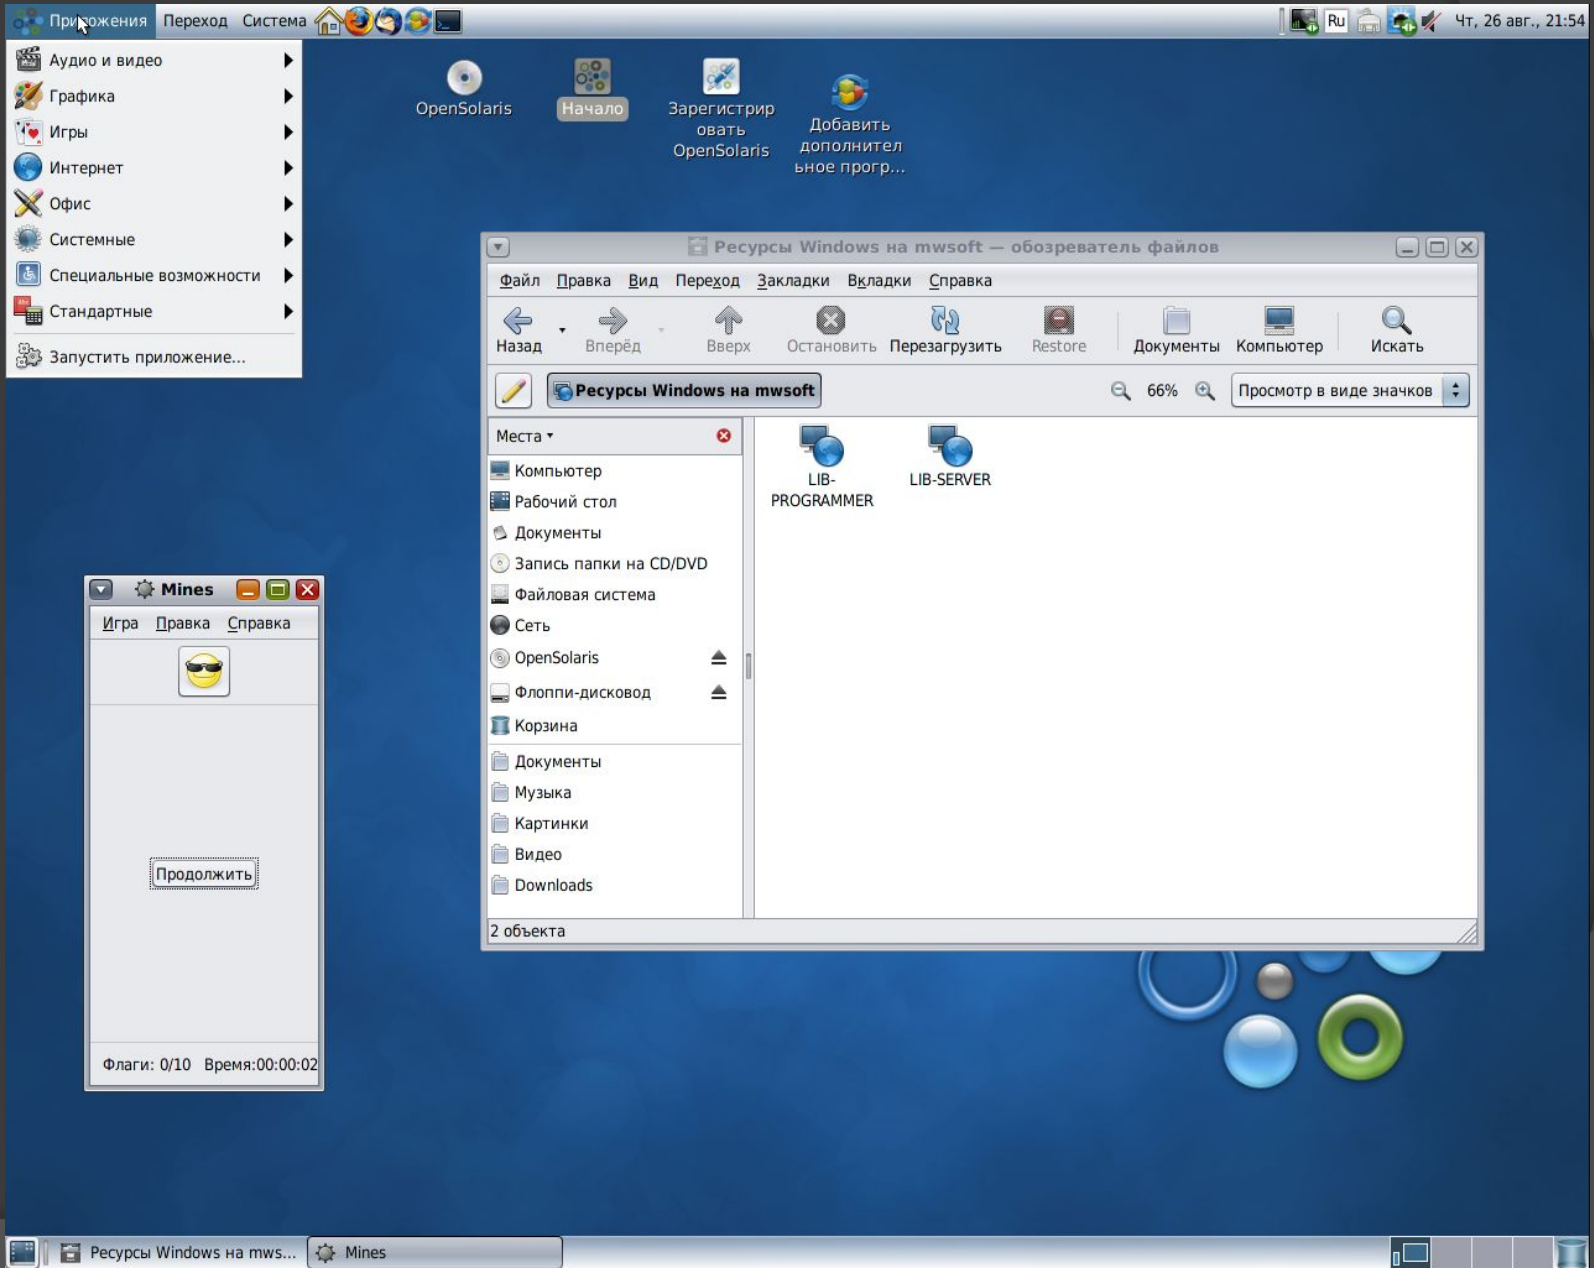 Приложения Переход Система
Ru
Чт, 26 авг., 21:54
Аудио и видео
Графика
Игры
Интернет
Офис
Системные
Специальные возможности
Стандартные
Запустить приложение...
OpenSolaris
Начало
Зарегистрир
овать
OpenSolaris
Добавить
дополнител
ьное прогр...
Ресурсы Windows на mwsoft — обозреватель файлов
Файл Правка Вид Переход Закладки Вкладки Справка
Назад Вперёд Вверх Остановить Перезагрузить Restore Документы Компьютер Искать
Ресурсы Windows на mwsoft
66%
Просмотр в виде значков
Места
Компьютер
Рабочий стол
Документы
Запись папки на CD/DVD
Файловая система
Сеть
OpenSolaris
Флоппи-дисковод
Корзина
Документы
Музыка
Картинки
Видео
Downloads
LIB-
PROGRAMMER
LIB-SERVER
2 объекта
Mines
Игра Правка Справка
Продолжить
Флаги: 0/10 Время:00:00:02
Ресурсы Windows на mws...
Mines